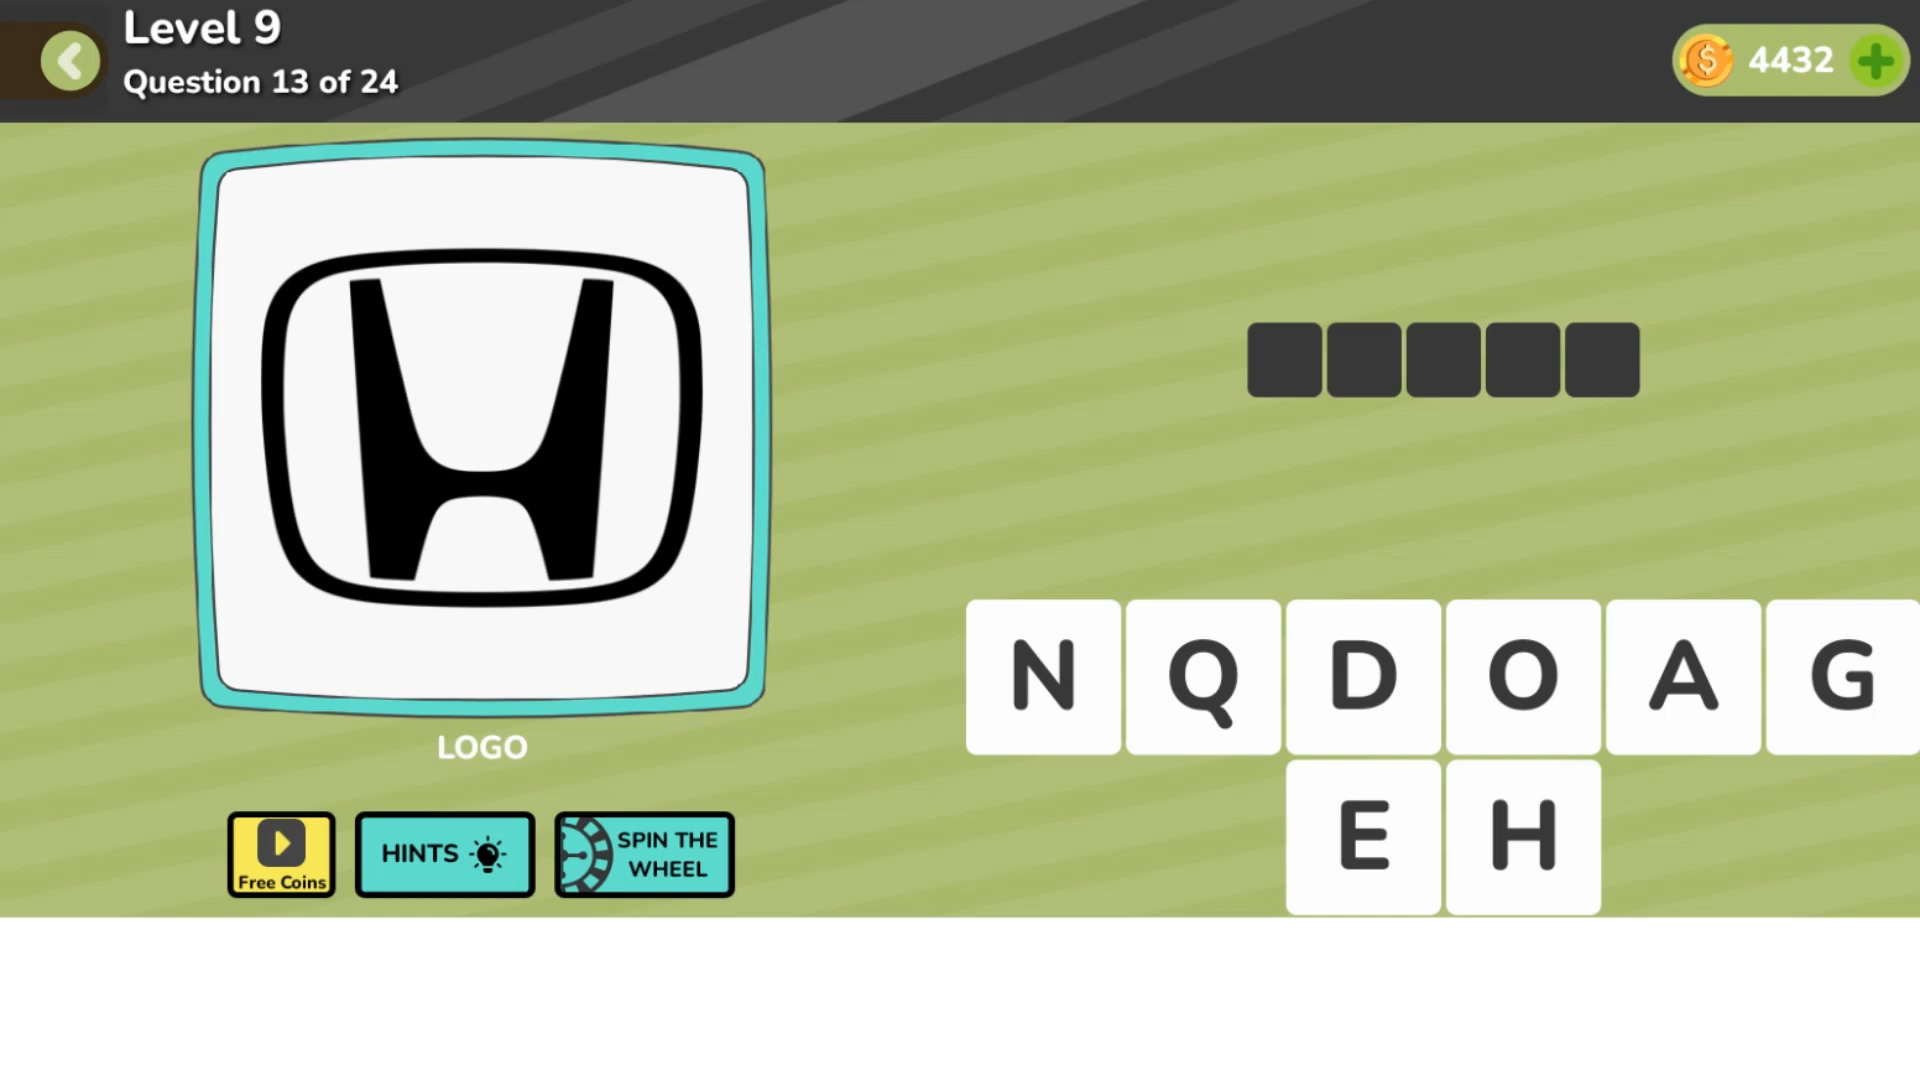 Level 9
Question 13 of 24
4432
LOGO
Free Coins
HINTS
SPIN THE
WHEEL
N Q D O A G
E H